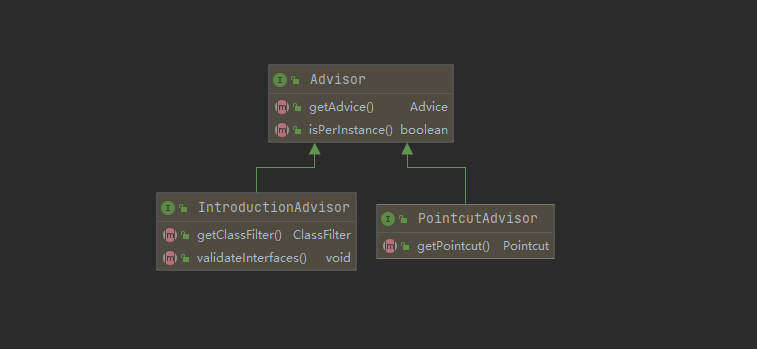 I Advisor
m getAdvice() Advice
m isPerInstance() boolean
I IntroductionAdvisor
m getClassFilter() ClassFilter
m validateInterfaces() void
I PointcutAdvisor
m getPointcut() Pointcut